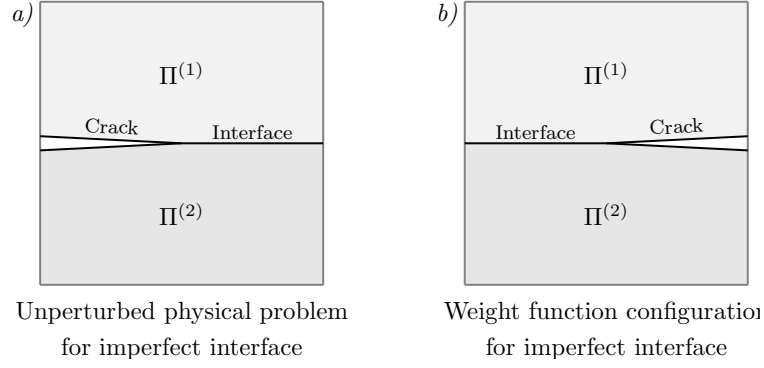 a)
Π(1)
Crack
Interface
Π(2)
Unperturbed physical problem
for imperfect interface
b)
Π(1)
Interface
Crack
Π(2)
Weight function configuration
for imperfect interface